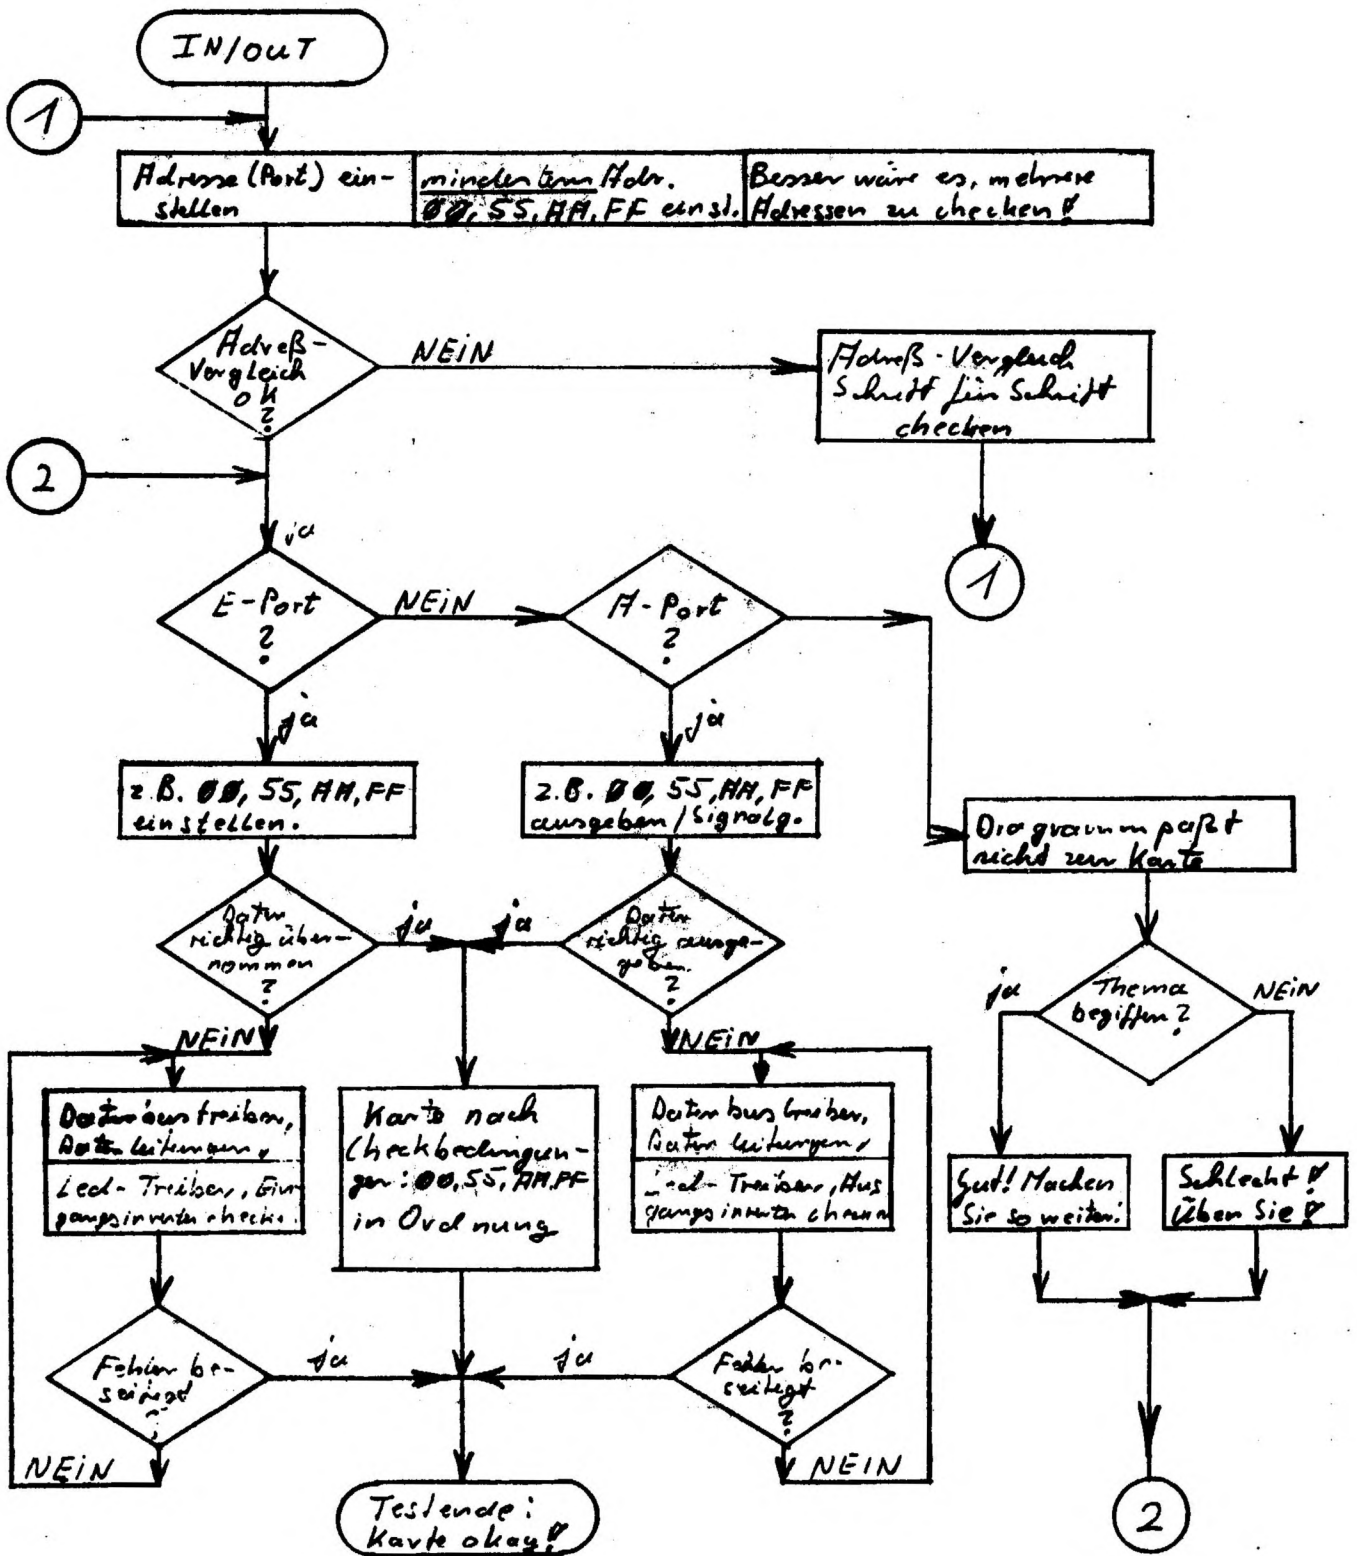 IN/OUT
1
Adresse (Port) ein-
stellen
mindestens Adr.
00, 55, AA, FF einst.
Besser wäre es, mehrere
Adressen zu checken!
Adreß-
Vergleich
OK
?
NEiN
Adreß-Vergleich
Schritt für Schritt
checken
2
ja
1
E-Port
?
NEiN
A-Port
?
ja
ja
z.B. 00, 55, AA, FF
einstellen.
z.B. 00, 55, AA, FF
ausgeben/Signalg.
Diagramm paßt
nicht zur Karte
Daten
richtig über-
nommen
?
ja
ja
Daten
richtig ausge-
geben
?
NEiN
NEiN
ja
Thema
begiffen?
NEiN
Datenbustreiber,
Datenleitungen,
Led-Treiber, Ein
gangsinverter
Karte nach
Checkbedingun-
gen: 00, 55, AA, FF
in Ordnung
Datenbustreiber,
Datenleitungen,
Led-Treiber, Aus
gangsinverter checken
Gut! Machen
Sie so weiter!
Schlecht!
Üben Sie!
Fehler be-
seitigt
?
ja
ja
Fehler be-
seitigt
?
NEiN
NEIN
Testende:
Karte okay!
2